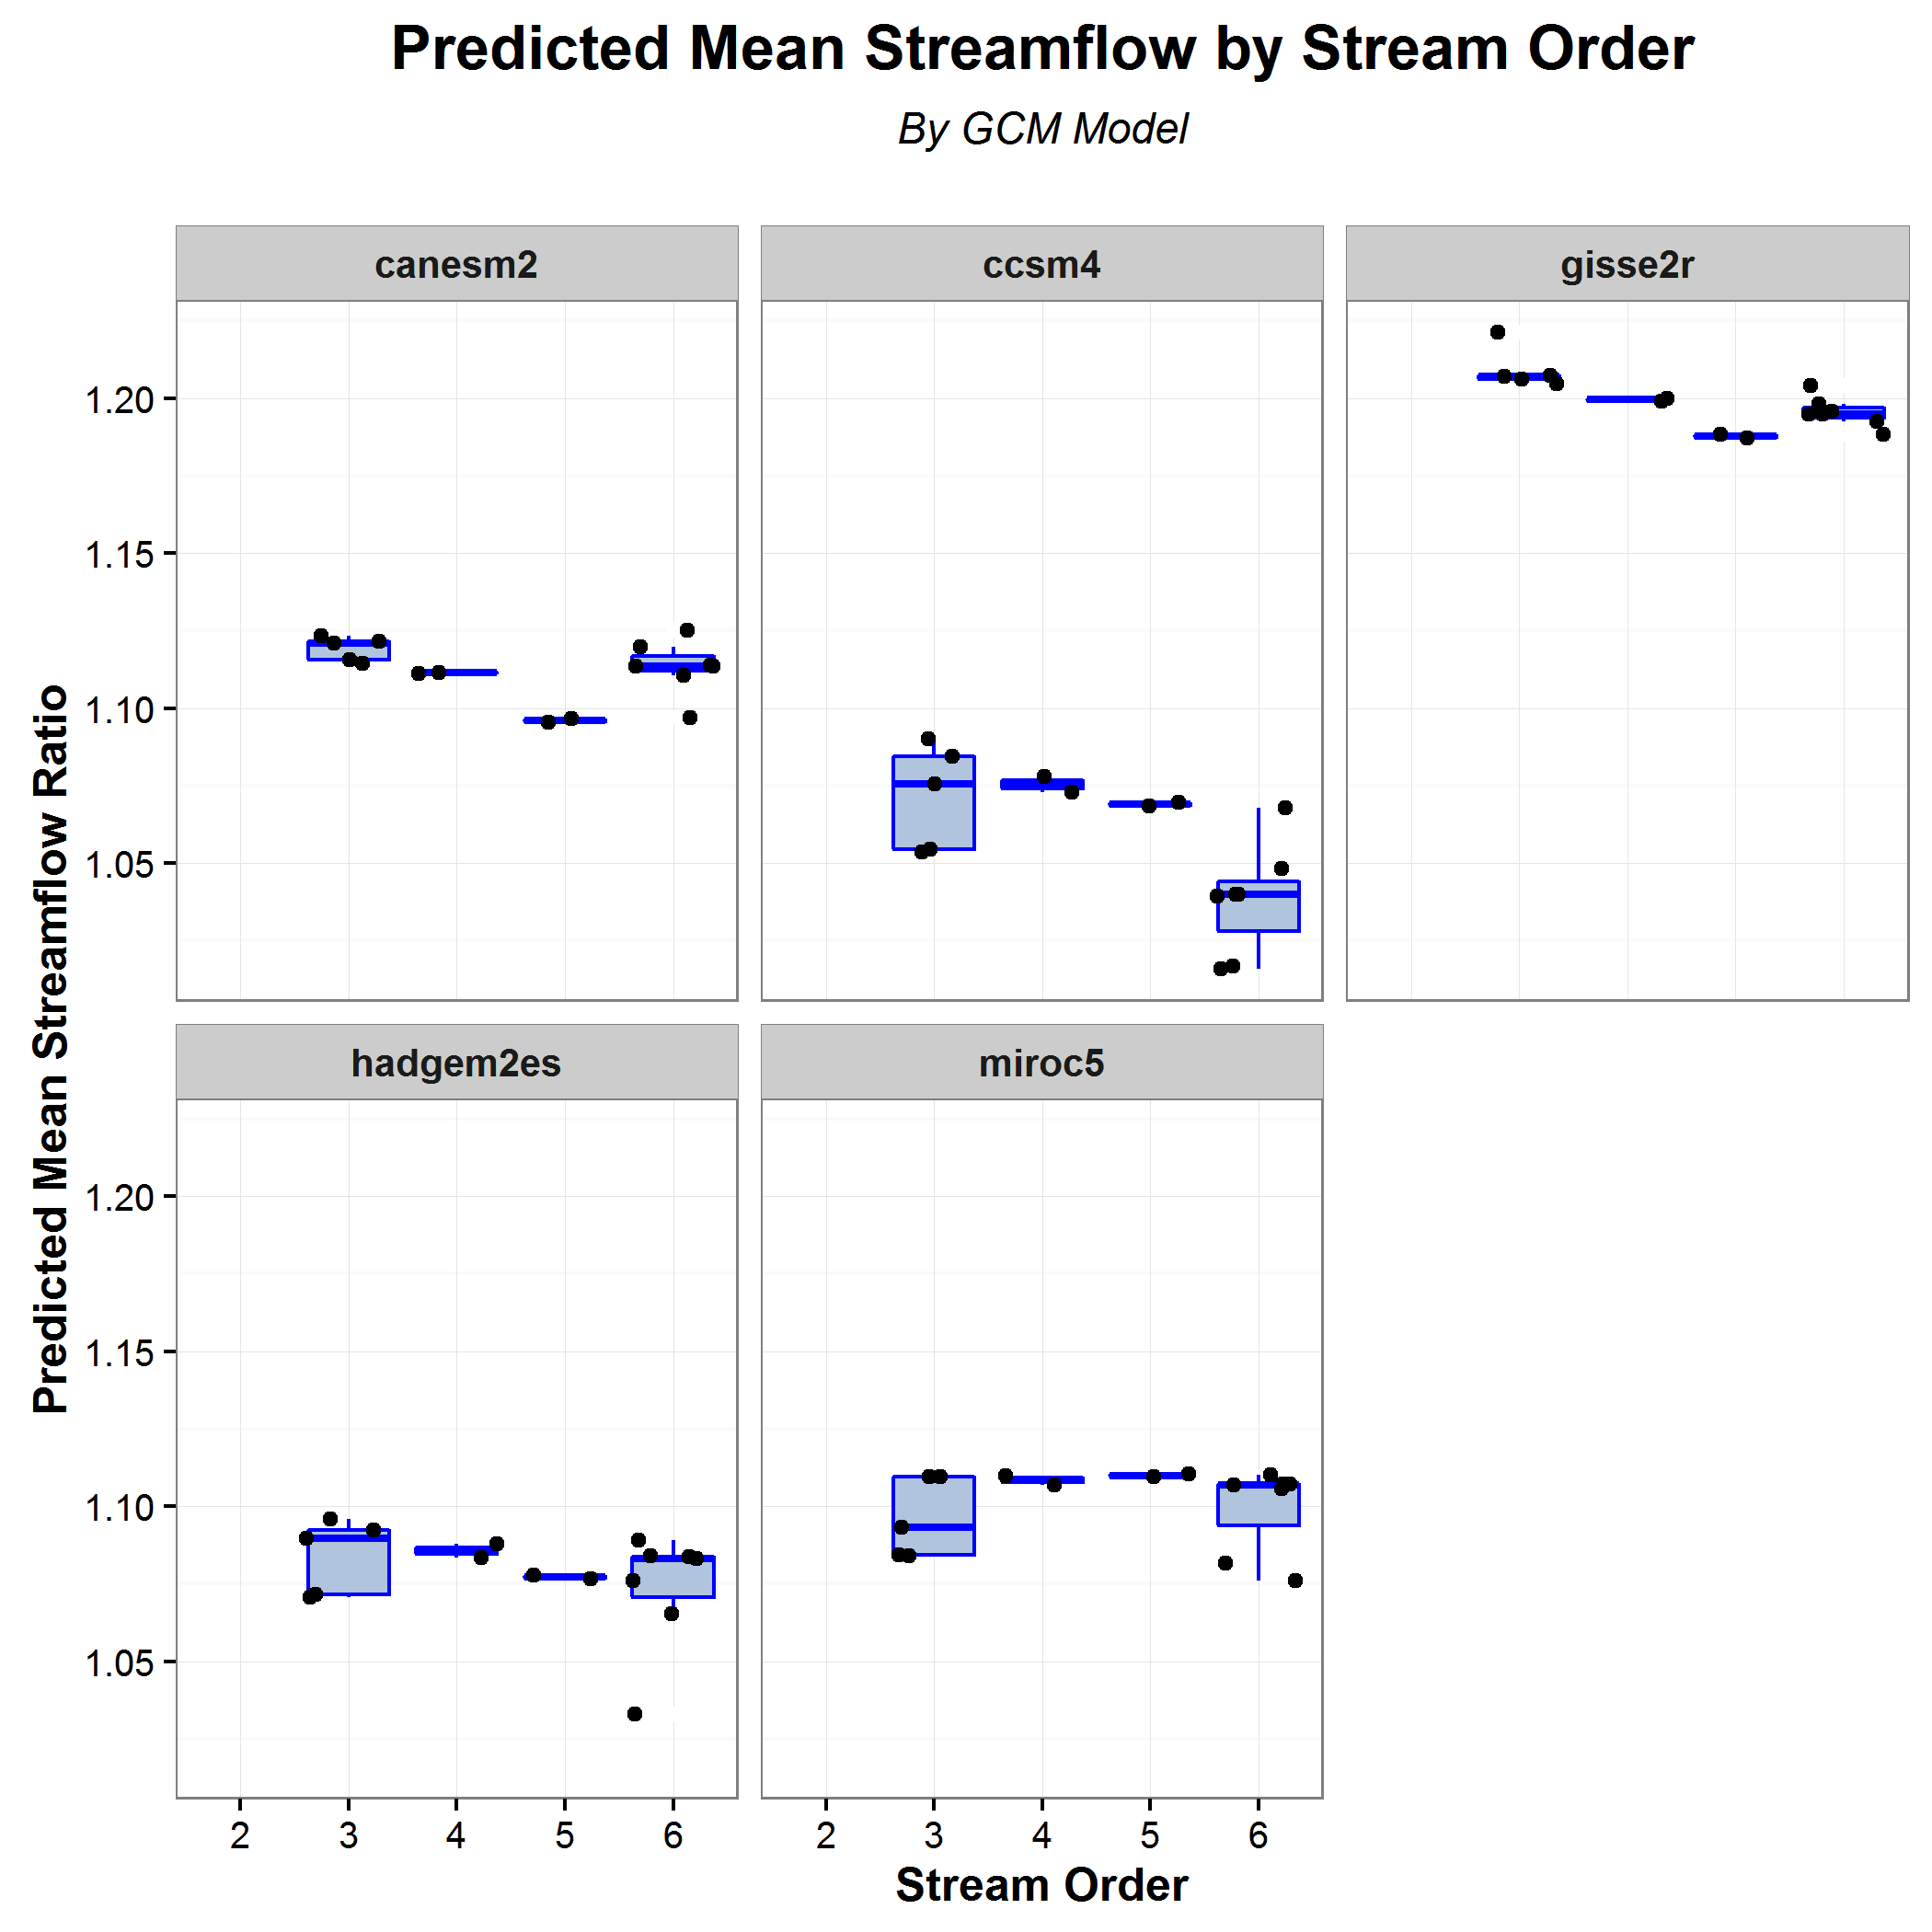 Predicted Mean Streamflow by Stream Order
By GCM Model
canesm2
ccsm4
gisse2r
1.20
1.15
1.10
1.05
Predicted Mean Streamflow Ratio
hadgem2es
miroc5
1.20
1.15
1.10
1.05
2 3 4 5 6
2 3 4 5 6
Stream Order